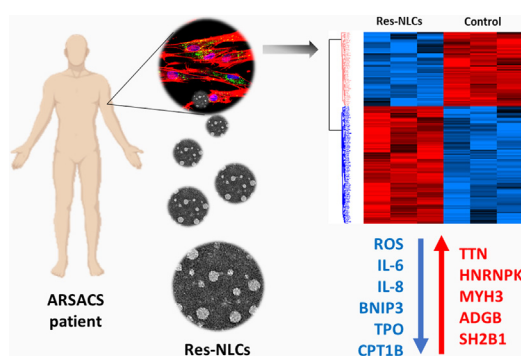 Res-NLCs Control
ARSACS
patient
Res-NLCs
ROS
IL-6
IL-8
BNIP3
TPO
CPT1B
TTN
HNRNPK
MYH3
ADGB
SH2B1